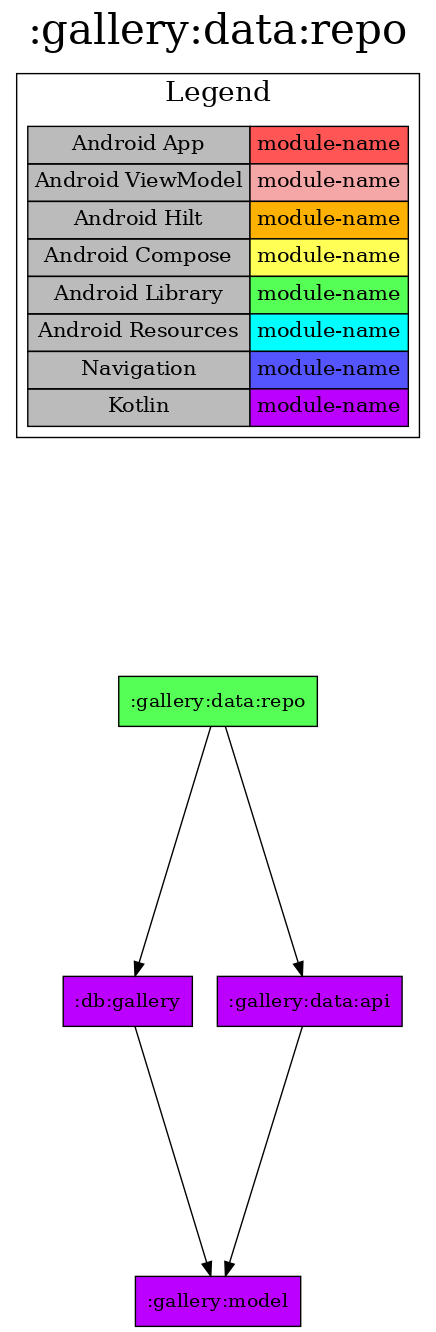 :gallery:data:repo
Legend
Android App module-name
Android ViewModel module-name
Android Hilt module-name
Android Compose module-name
Android Library module-name
Android Resources module-name
Navigation module-name
Kotlin module-name
:gallery:data:repo
:db:gallery :gallery:data:api
:gallery:model